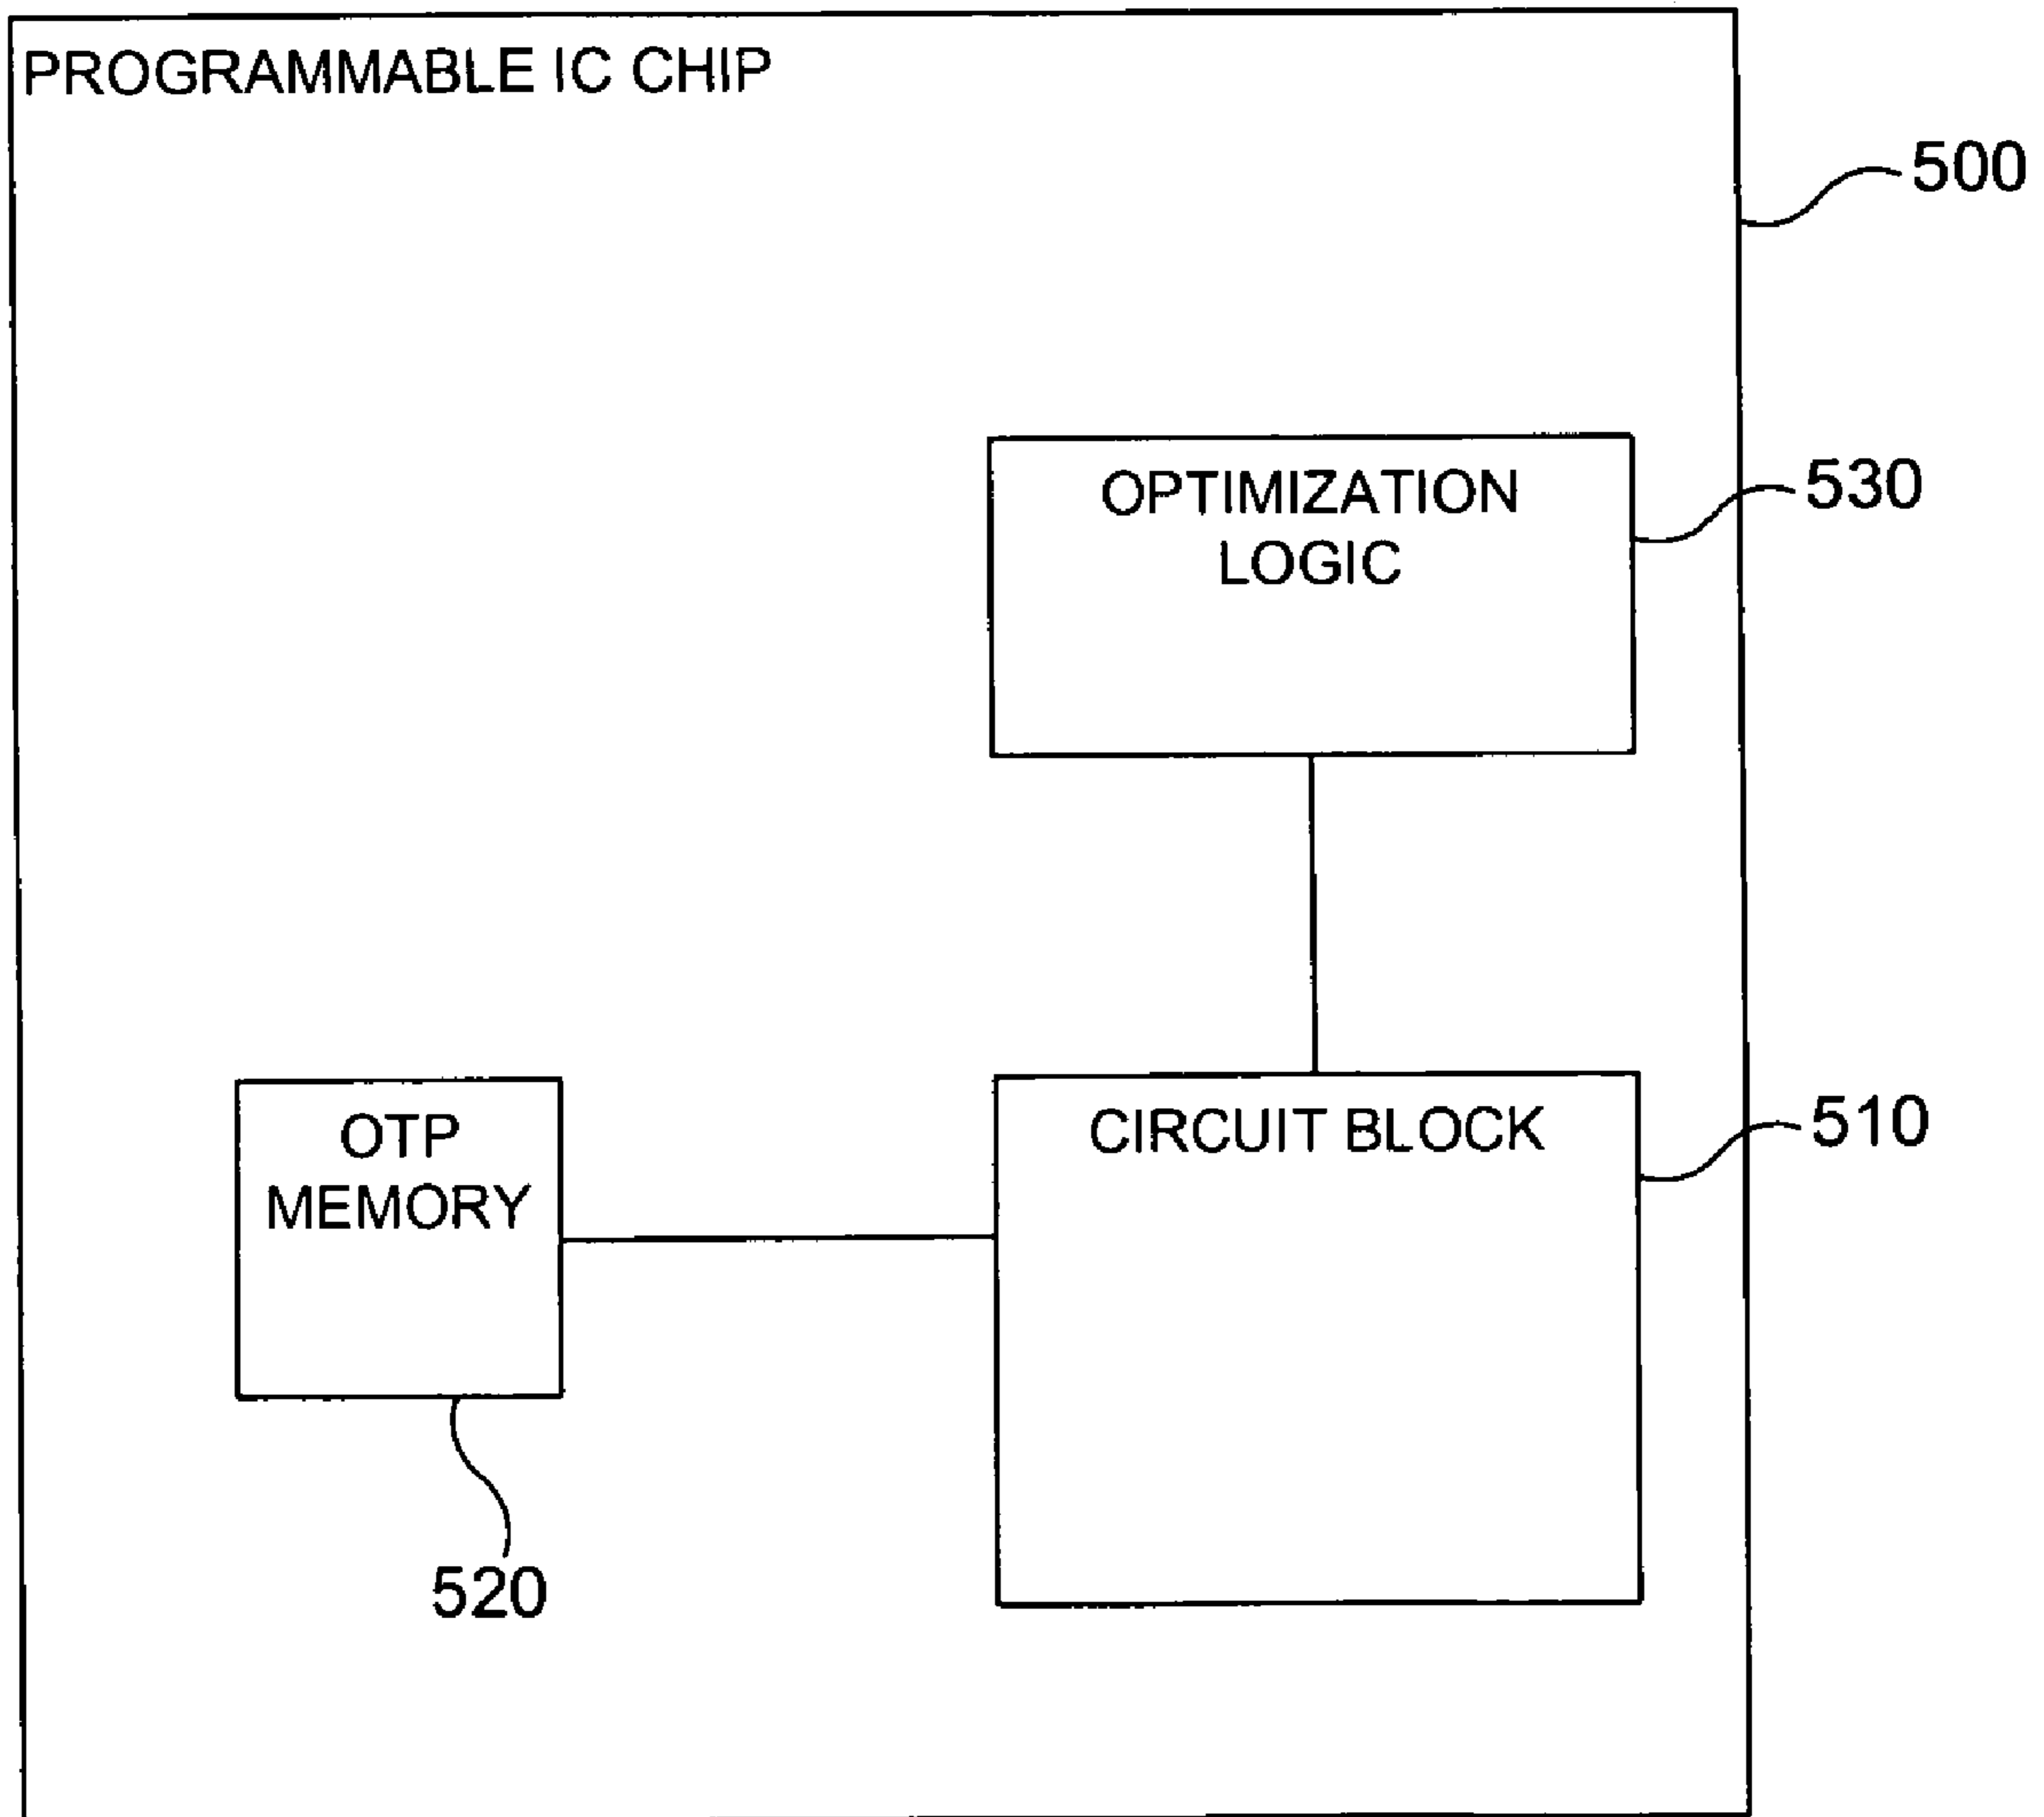 PROGRAMMABLE IC CHIP
500
OPTIMIZATION
LOGIC
530
OTP
MEMORY
CIRCUIT BLOCK
510
520